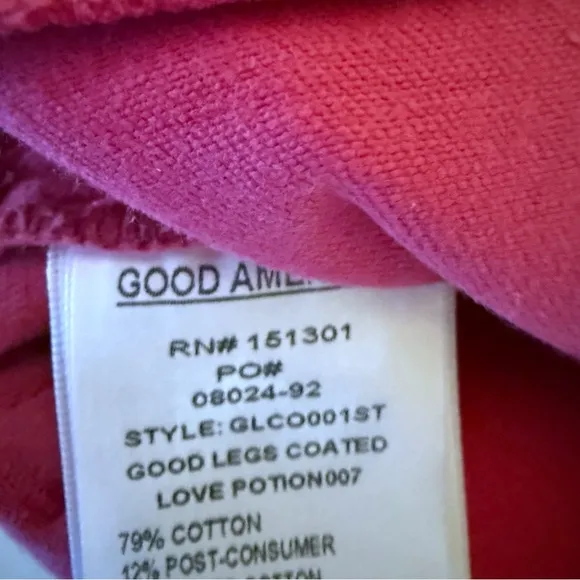 GOOD AME
RN# 151301
PO#
08024-92
STYLE: GLCO001ST
GOOD LEGS COATED
LOVE POTION007
79% COTTON
12% POST-CONSUMER
COTTON